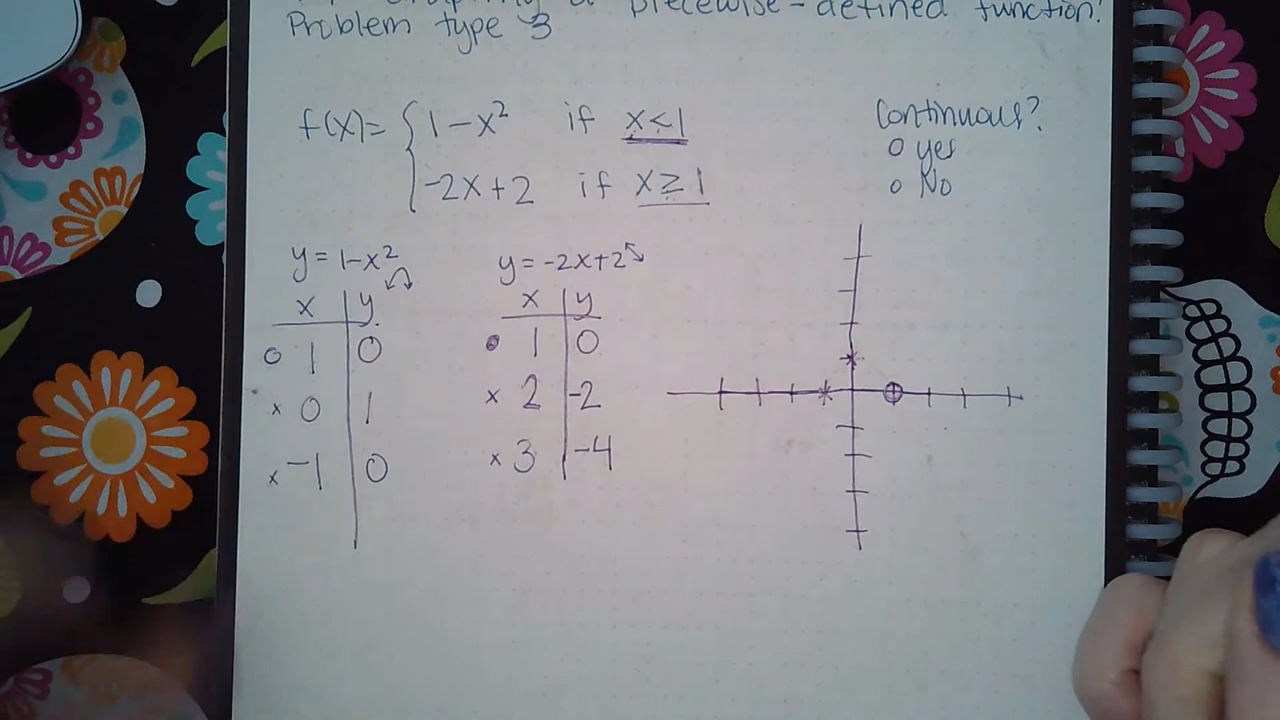 a piecewise-defined function!
Problem type 3
f(x)= { 1-x² if x<1
-2x+2 if x≥1
Continuous?
o yes
o No
y=1-x²
x | y
o 1 | 0
x 0 | 1
x -1 | 0
y=-2x+2
x | y
• 1 | 0
x 2 | -2
x 3 | -4